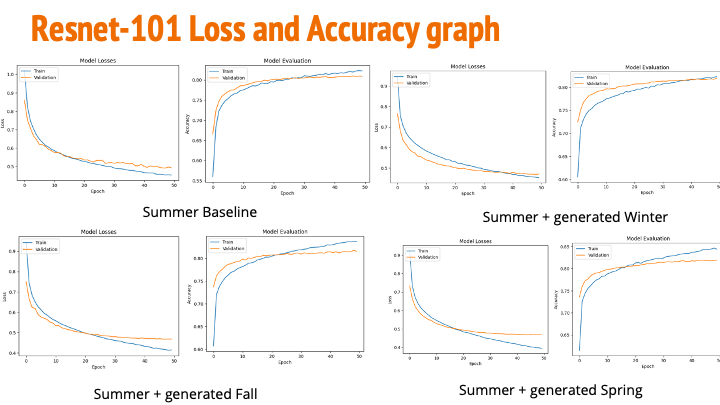 Resnet-101 Loss and Accuracy graph
Model Losses
Train
Validation
1.0
0.9
0.8
0.7
0.6
0.5
Loss
0 10 20 30 40 50
Epoch
Model Evaluation
Train
Validation
0.80
0.75
0.70
0.65
0.60
0.55
Accuracy
0 10 20 30 40 50
Epoch
Summer Baseline
Model Losses
Train
Validation
0.9
0.8
0.7
0.6
0.5
Loss
0 10 20 30 40 50
Epoch
Model Evaluation
Train
Validation
0.80
0.75
0.70
0.65
0.60
Accuracy
0 10 20 30 40 50
Epoch
Summer + generated Winter
Model Losses
Train
Validation
0.9
0.8
0.7
0.6
0.5
0.4
Loss
0 10 20 30 40 50
Epoch
Model Evaluation
Train
Validation
0.80
0.75
0.70
0.65
0.60
Accuracy
0 10 20 30 40 50
Epoch
Summer + generated Fall
Model Losses
Train
Validation
0.9
0.8
0.7
0.6
0.5
0.4
Loss
0 10 20 30 40 50
Epoch
Model Evaluation
Train
Validation
0.85
0.80
0.75
0.70
0.65
Accuracy
0 10 20 30 40 50
Epoch
Summer + generated Spring